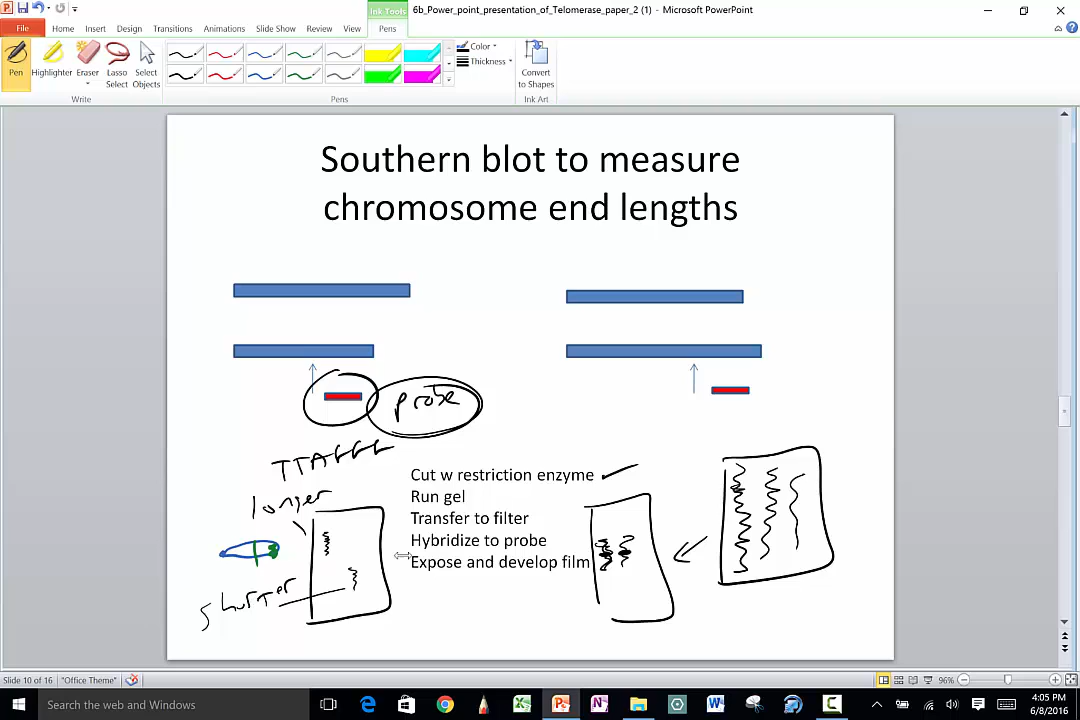 Ink Tools
6b_Power_point_presentation_of_Telomerase_paper_2 (1) - Microsoft PowerPoint
File Home Insert Design Transitions Animations Slide Show Review View Pens
Pen Highlighter Eraser Lasso Select Select Objects
Color
Thickness
Convert to Shapes
Write Pens Ink Art
Southern blot to measure
chromosome end lengths
probe
TTAGGG
longer
Cut w restriction enzyme
Run gel
Transfer to filter
Hybridize to probe
Expose and develop film
shorter
Slide 10 of 16 "Office Theme" 96%
Search the web and Windows
4:05 PM
6/8/2016